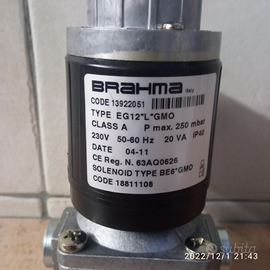 BRAHMA
Italy
CODE 13922051
TYPE EG12*L*GMO
CLASS A P max. 250 mbar
230V 50-60 Hz 20 VA IP40
DATE 04-11
CE Reg. N. 63AQ0626
SOLENOID TYPE BE6*GMO
CODE 18811108
subito
2022/12/1 21:43